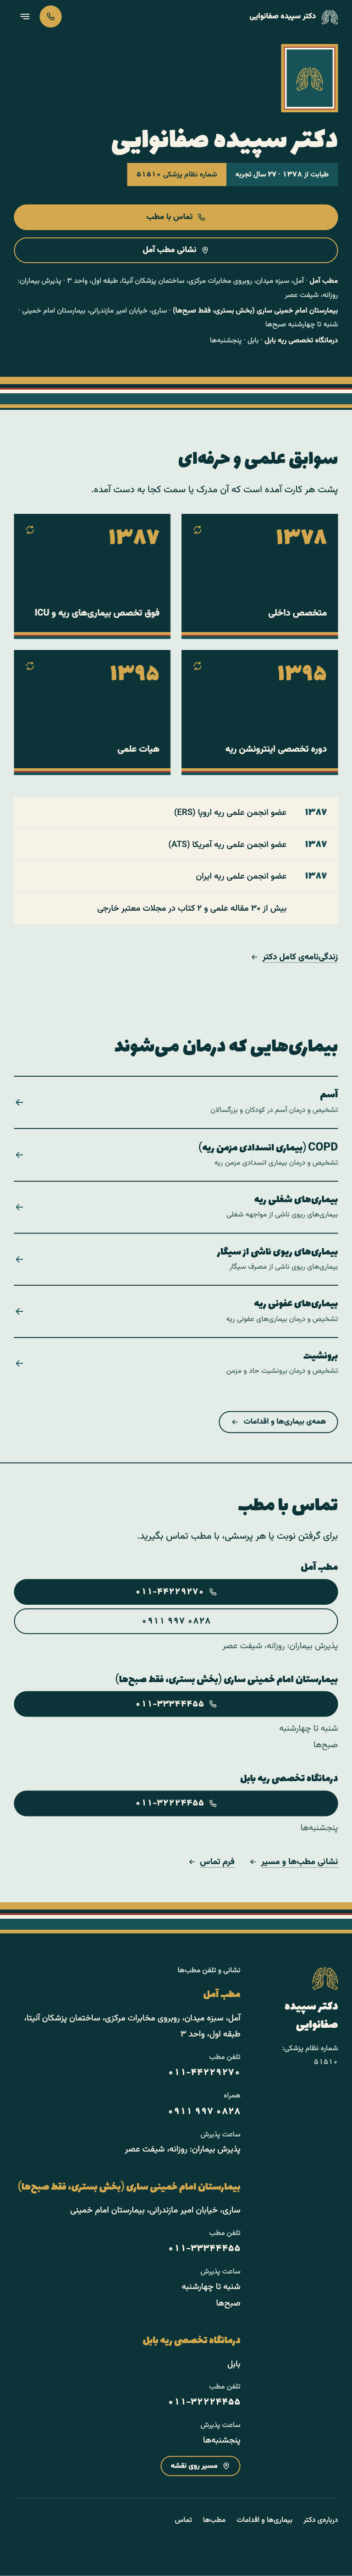 دکتر سپیده صفانوایی
دکتر سپیده صفانوایی
طبابت از ۱۳۷۸ · ۲۷ سال تجربه
شماره نظام پزشکی ۵۱۵۱۰
تماس با مطب
نشانی مطب آمل
مطب آمل · آمل، سبزه میدان، روبروی مخابرات مرکزی، ساختمان پزشکان آتیتا، طبقه اول، واحد ۳ · پذیرش بیماران:
روزانه، شیفت عصر
بیمارستان امام خمینی ساری (بخش بستری، فقط صبح‌ها) · ساری، خیابان امیر مازندرانی، بیمارستان امام خمینی ·
شنبه تا چهارشنبه صبح‌ها
درمانگاه تخصصی ریه بابل · بابل · پنجشنبه‌ها
سوابق علمی و حرفه‌ای
پشت هر کارت آمده است که آن مدرک یا سمت کجا به دست آمده.
۱۳۷۸
متخصص داخلی
۱۳۸۷
فوق تخصص بیماری‌های ریه و ICU
۱۳۹۵
دوره تخصصی اینترونشن ریه
۱۳۹۵
هیات علمی
۱۳۸۷ عضو انجمن علمی ریه اروپا (ERS)
۱۳۸۷ عضو انجمن علمی ریه آمریکا (ATS)
۱۳۸۷ عضو انجمن علمی ریه ایران
بیش از ۳۰ مقاله علمی و ۲ کتاب در مجلات معتبر خارجی
زندگی‌نامه‌ی کامل دکتر ←
بیماری‌هایی که درمان می‌شوند
آسم
تشخیص و درمان آسم در کودکان و بزرگسالان
COPD (بیماری انسدادی مزمن ریه)
تشخیص و درمان بیماری انسدادی مزمن ریه
بیماری‌های شغلی ریه
بیماری‌های ریوی ناشی از مواجهه شغلی
بیماری‌های ریوی ناشی از سیگار
بیماری‌های ریوی ناشی از مصرف سیگار
بیماری‌های عفونی ریه
تشخیص و درمان بیماری‌های عفونی ریه
برونشیت
تشخیص و درمان برونشیت حاد و مزمن
همه‌ی بیماری‌ها و اقدامات ←
تماس با مطب
برای گرفتن نوبت یا هر پرسشی، با مطب تماس بگیرید.
مطب آمل
۰۱۱-۴۴۲۲۹۲۷۰
۰۹۱۱ ۹۹۷ ۰۸۲۸
پذیرش بیماران: روزانه، شیفت عصر
بیمارستان امام خمینی ساری (بخش بستری، فقط صبح‌ها)
۰۱۱-۳۳۳۴۴۴۵۵
شنبه تا چهارشنبه
صبح‌ها
درمانگاه تخصصی ریه بابل
۰۱۱-۳۲۲۲۴۴۵۵
پنجشنبه‌ها
نشانی مطب‌ها و مسیر ←
فرم تماس ←
دکتر سپیده
صفانوایی
شماره نظام پزشکی:
۵۱۵۱۰
نشانی و تلفن مطب‌ها
مطب آمل
آمل، سبزه میدان، روبروی مخابرات مرکزی، ساختمان پزشکان آتیتا،
طبقه اول، واحد ۳
تلفن مطب
۰۱۱-۴۴۲۲۹۲۷۰
همراه
۰۹۱۱ ۹۹۷ ۰۸۲۸
ساعت پذیرش
پذیرش بیماران: روزانه، شیفت عصر
بیمارستان امام خمینی ساری (بخش بستری، فقط صبح‌ها)
ساری، خیابان امیر مازندرانی، بیمارستان امام خمینی
تلفن مطب
۰۱۱-۳۳۳۴۴۴۵۵
ساعت پذیرش
شنبه تا چهارشنبه
صبح‌ها
درمانگاه تخصصی ریه بابل
بابل
تلفن مطب
۰۱۱-۳۲۲۲۴۴۵۵
ساعت پذیرش
پنجشنبه‌ها
مسیر روی نقشه
درباره‌ی دکتر
بیماری‌ها و اقدامات
مطب‌ها
تماس